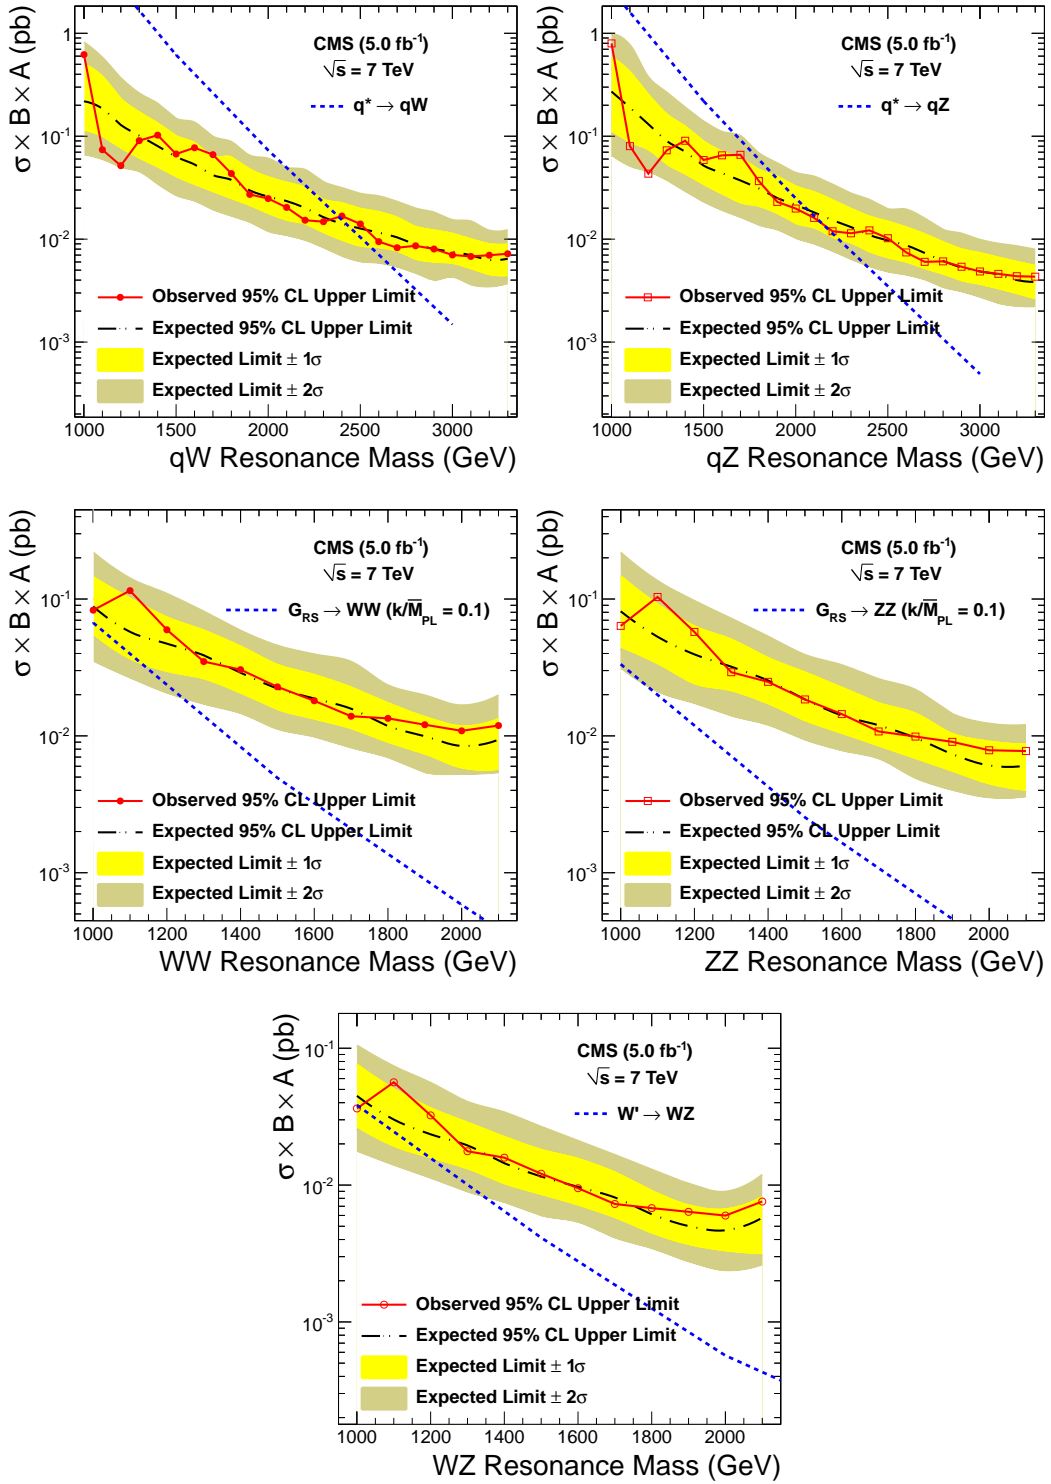 σ × B × A (pb)
1
10⁻¹
10⁻²
10⁻³
CMS (5.0 fb⁻¹)
√s = 7 TeV
q* → qW
Observed 95% CL Upper Limit
Expected 95% CL Upper Limit
Expected Limit ± 1σ
Expected Limit ± 2σ
1000 1500 2000 2500 3000
qW Resonance Mass (GeV)
σ × B × A (pb)
1
10⁻¹
10⁻²
10⁻³
CMS (5.0 fb⁻¹)
√s = 7 TeV
q* → qZ
Observed 95% CL Upper Limit
Expected 95% CL Upper Limit
Expected Limit ± 1σ
Expected Limit ± 2σ
1000 1500 2000 2500 3000
qZ Resonance Mass (GeV)
σ × B × A (pb)
10⁻¹
10⁻²
10⁻³
CMS (5.0 fb⁻¹)
√s = 7 TeV
G_RS → WW (k/M̅_PL = 0.1)
Observed 95% CL Upper Limit
Expected 95% CL Upper Limit
Expected Limit ± 1σ
Expected Limit ± 2σ
1000 1200 1400 1600 1800 2000
WW Resonance Mass (GeV)
σ × B × A (pb)
10⁻¹
10⁻²
10⁻³
CMS (5.0 fb⁻¹)
√s = 7 TeV
G_RS → ZZ (k/M̅_PL = 0.1)
Observed 95% CL Upper Limit
Expected 95% CL Upper Limit
Expected Limit ± 1σ
Expected Limit ± 2σ
1000 1200 1400 1600 1800 2000
ZZ Resonance Mass (GeV)
σ × B × A (pb)
10⁻¹
10⁻²
10⁻³
CMS (5.0 fb⁻¹)
√s = 7 TeV
W' → WZ
Observed 95% CL Upper Limit
Expected 95% CL Upper Limit
Expected Limit ± 1σ
Expected Limit ± 2σ
1000 1200 1400 1600 1800 2000
WZ Resonance Mass (GeV)